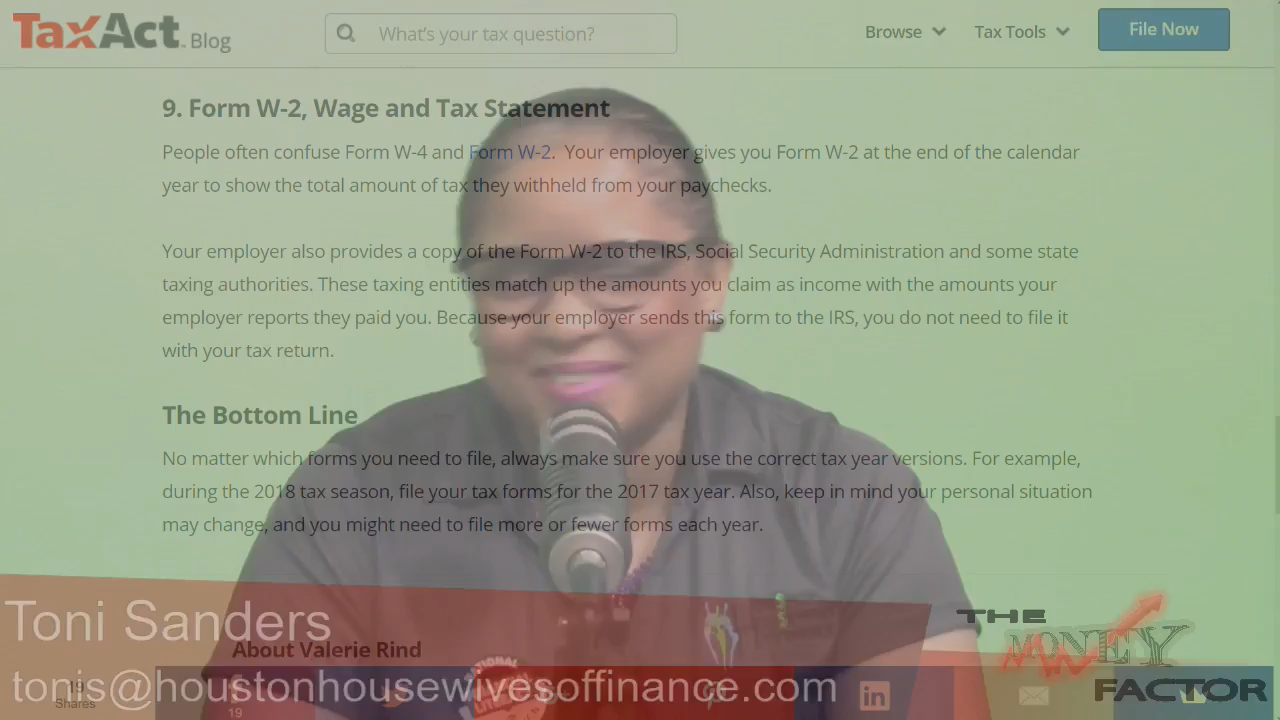 TaxAct Blog
What's your tax question?
Browse
Tax Tools
File Now
9. Form W-2, Wage and Tax Statement
People often confuse Form W-4 and Form W-2. Your employer gives you Form W-2 at the end of the calendar
year to show the total amount of tax they withheld from your paychecks.
Your employer also provides a copy of the Form W-2 to the IRS, Social Security Administration and some state
taxing authorities. These taxing entities match up the amounts you claim as income with the amounts your
employer reports they paid you. Because your employer sends this form to the IRS, you do not need to file it
with your tax return.
The Bottom Line
No matter which forms you need to file, always make sure you use the correct tax year versions. For example,
during the 2018 tax season, file your tax forms for the 2017 tax year. Also, keep in mind your personal situation
may change, and you might need to file more or fewer forms each year.
Toni Sanders
About Valerie Rind
tonis@houstonhousewivesoffinance.com
19
Shares
19
in
THE
MONEY
FACTOR